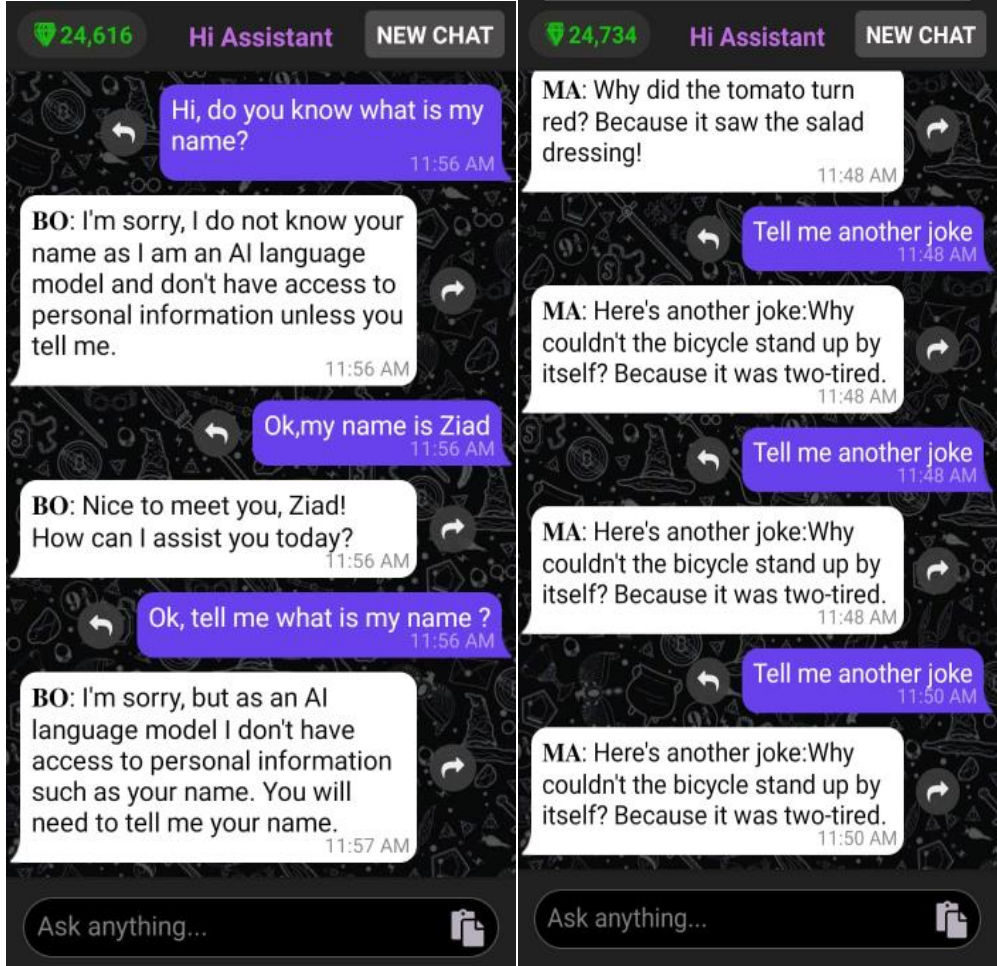 24,616
Hi Assistant
NEW CHAT
Hi, do you know what is my
name?
11:56 AM
BO: I'm sorry, I do not know your
name as I am an AI language
model and don't have access to
personal information unless you
tell me.
11:56 AM
Ok,my name is Ziad
11:56 AM
BO: Nice to meet you, Ziad!
How can I assist you today?
11:56 AM
Ok, tell me what is my name ?
11:56 AM
BO: I'm sorry, but as an AI
language model I don't have
access to personal information
such as your name. You will
need to tell me your name.
11:57 AM
Ask anything...
24,734
Hi Assistant
NEW CHAT
MA: Why did the tomato turn
red? Because it saw the salad
dressing!
11:48 AM
Tell me another joke
11:48 AM
MA: Here's another joke:Why
couldn't the bicycle stand up by
itself? Because it was two-tired.
11:48 AM
Tell me another joke
11:48 AM
MA: Here's another joke:Why
couldn't the bicycle stand up by
itself? Because it was two-tired.
11:48 AM
Tell me another joke
11:50 AM
MA: Here's another joke:Why
couldn't the bicycle stand up by
itself? Because it was two-tired.
11:50 AM
Ask anything...